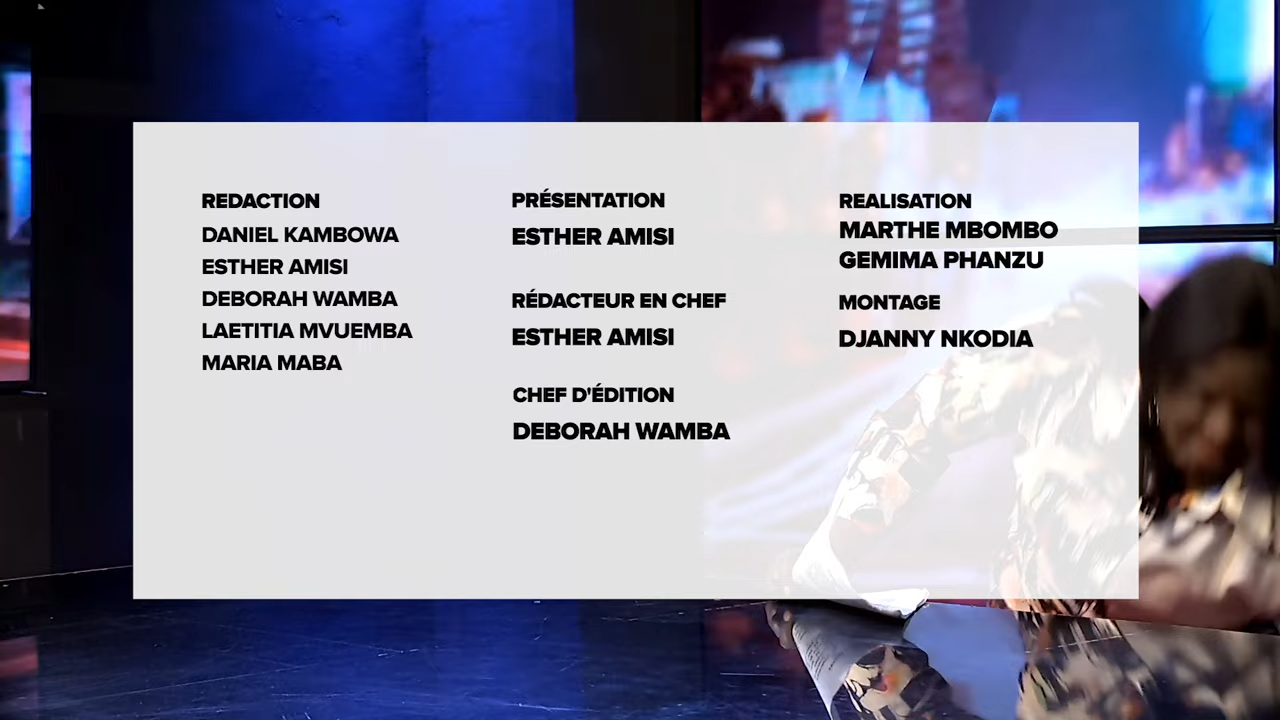 REDACTION
DANIEL KAMBOWA
ESTHER AMISI
DEBORAH WAMBA
LAETITIA MVUEMBA
MARIA MABA
PRÉSENTATION
ESTHER AMISI
RÉDACTEUR EN CHEF
ESTHER AMISI
CHEF D'ÉDITION
DEBORAH WAMBA
REALISATION
MARTHE MBOMBO
GEMIMA PHANZU
MONTAGE
DJANNY NKODIA